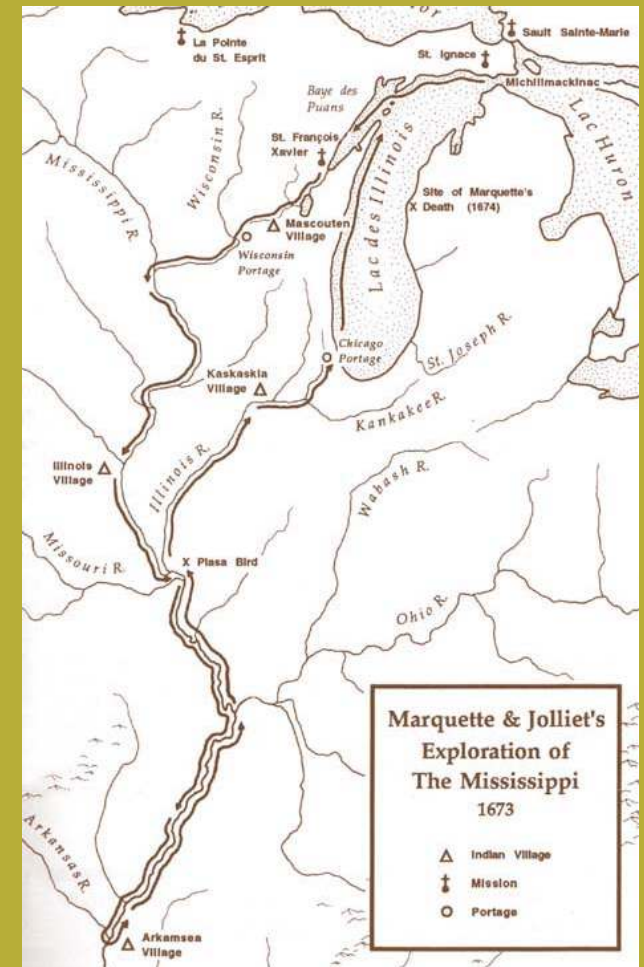 La Pointe
du St. Esprit
Sault Sainte-Marie
St. Ignace
Michilimackinac
Baye des
Puans
St. François
Xavier
Mississippi R.
Wisconsin R.
Lac des Illinois
Lac Huron
Site of Marquette's
X Death (1674)
Mascouten
Village
Wisconsin
Portage
Chicago
Portage
St. Joseph R.
Kaskaskia
Village
Kankakee R.
Illinois R.
Illinois
Village
Wabash R.
Missouri R.
X Piasa Bird
Ohio R.
Arkansas R.
Arkamsea
Village
Marquette & Jolliet's
Exploration of
The Mississippi
1673
Indian Village
Mission
Portage